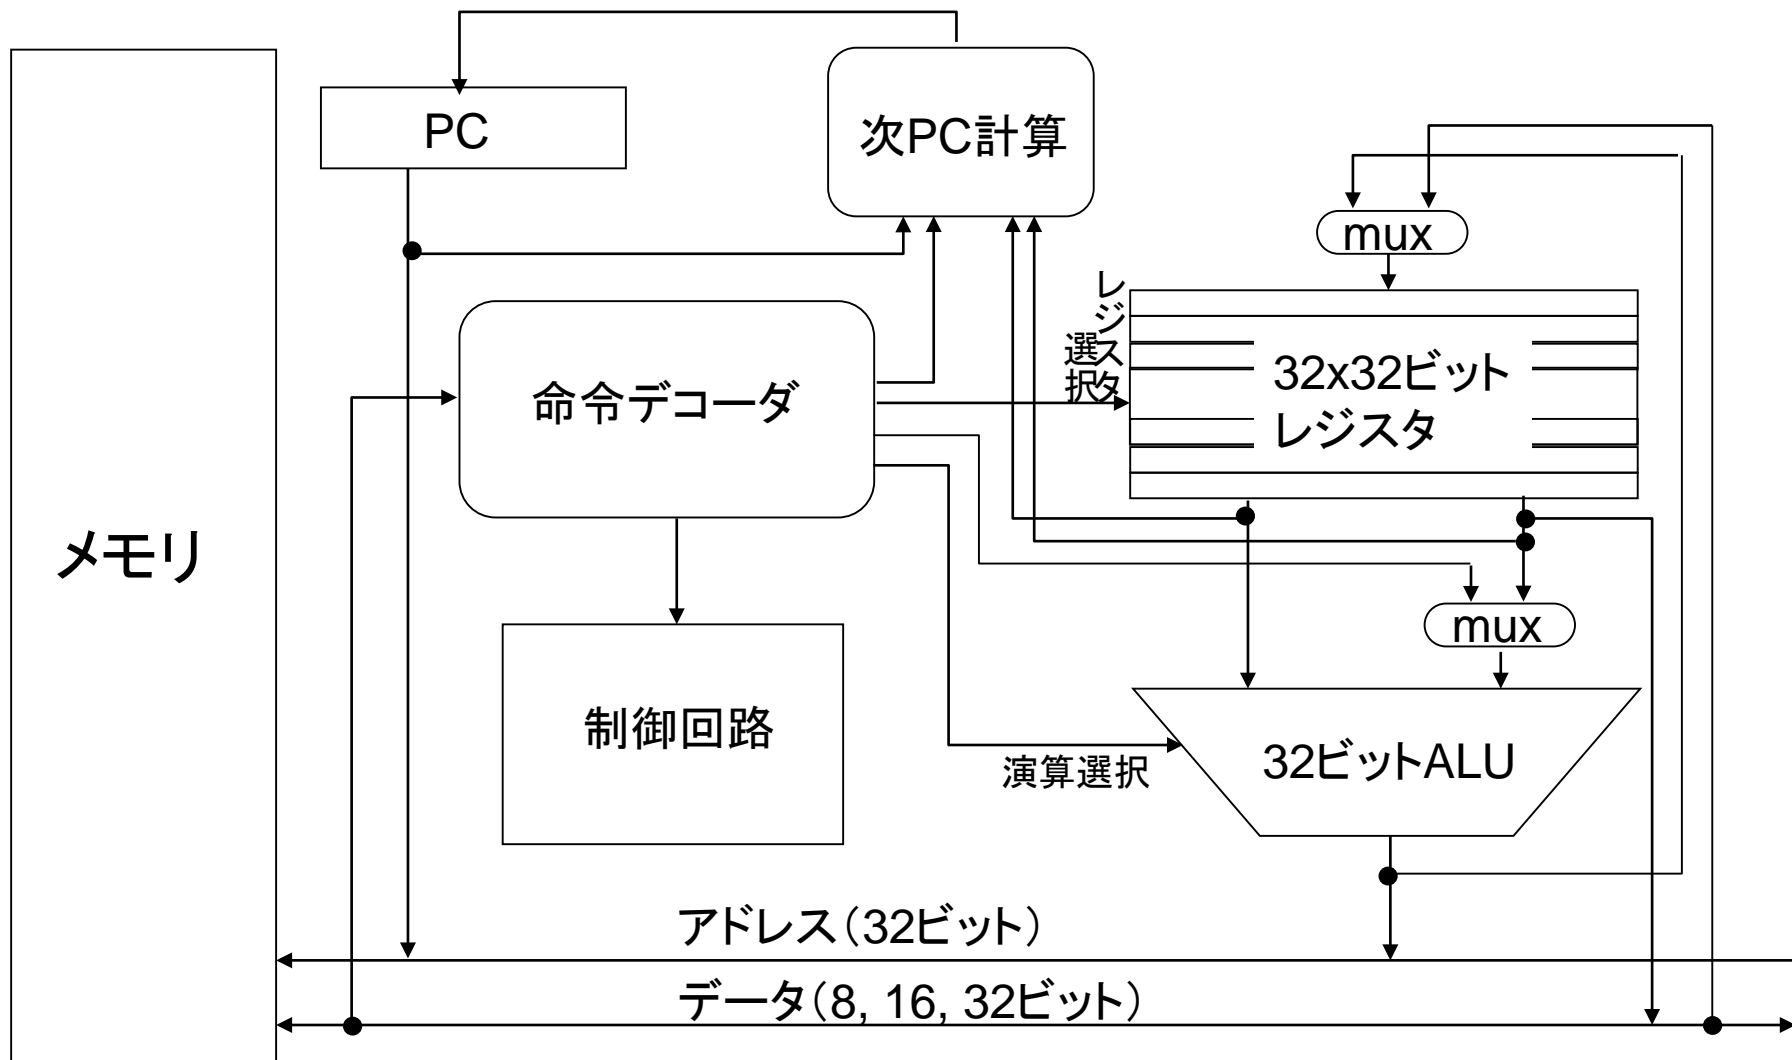 PC
次PC計算
mux
レジスタ
選択
32x32ビット
レジスタ
命令デコーダ
メモリ
mux
制御回路
32ビットALU
演算選択
アドレス(32ビット)
データ(8, 16, 32ビット)